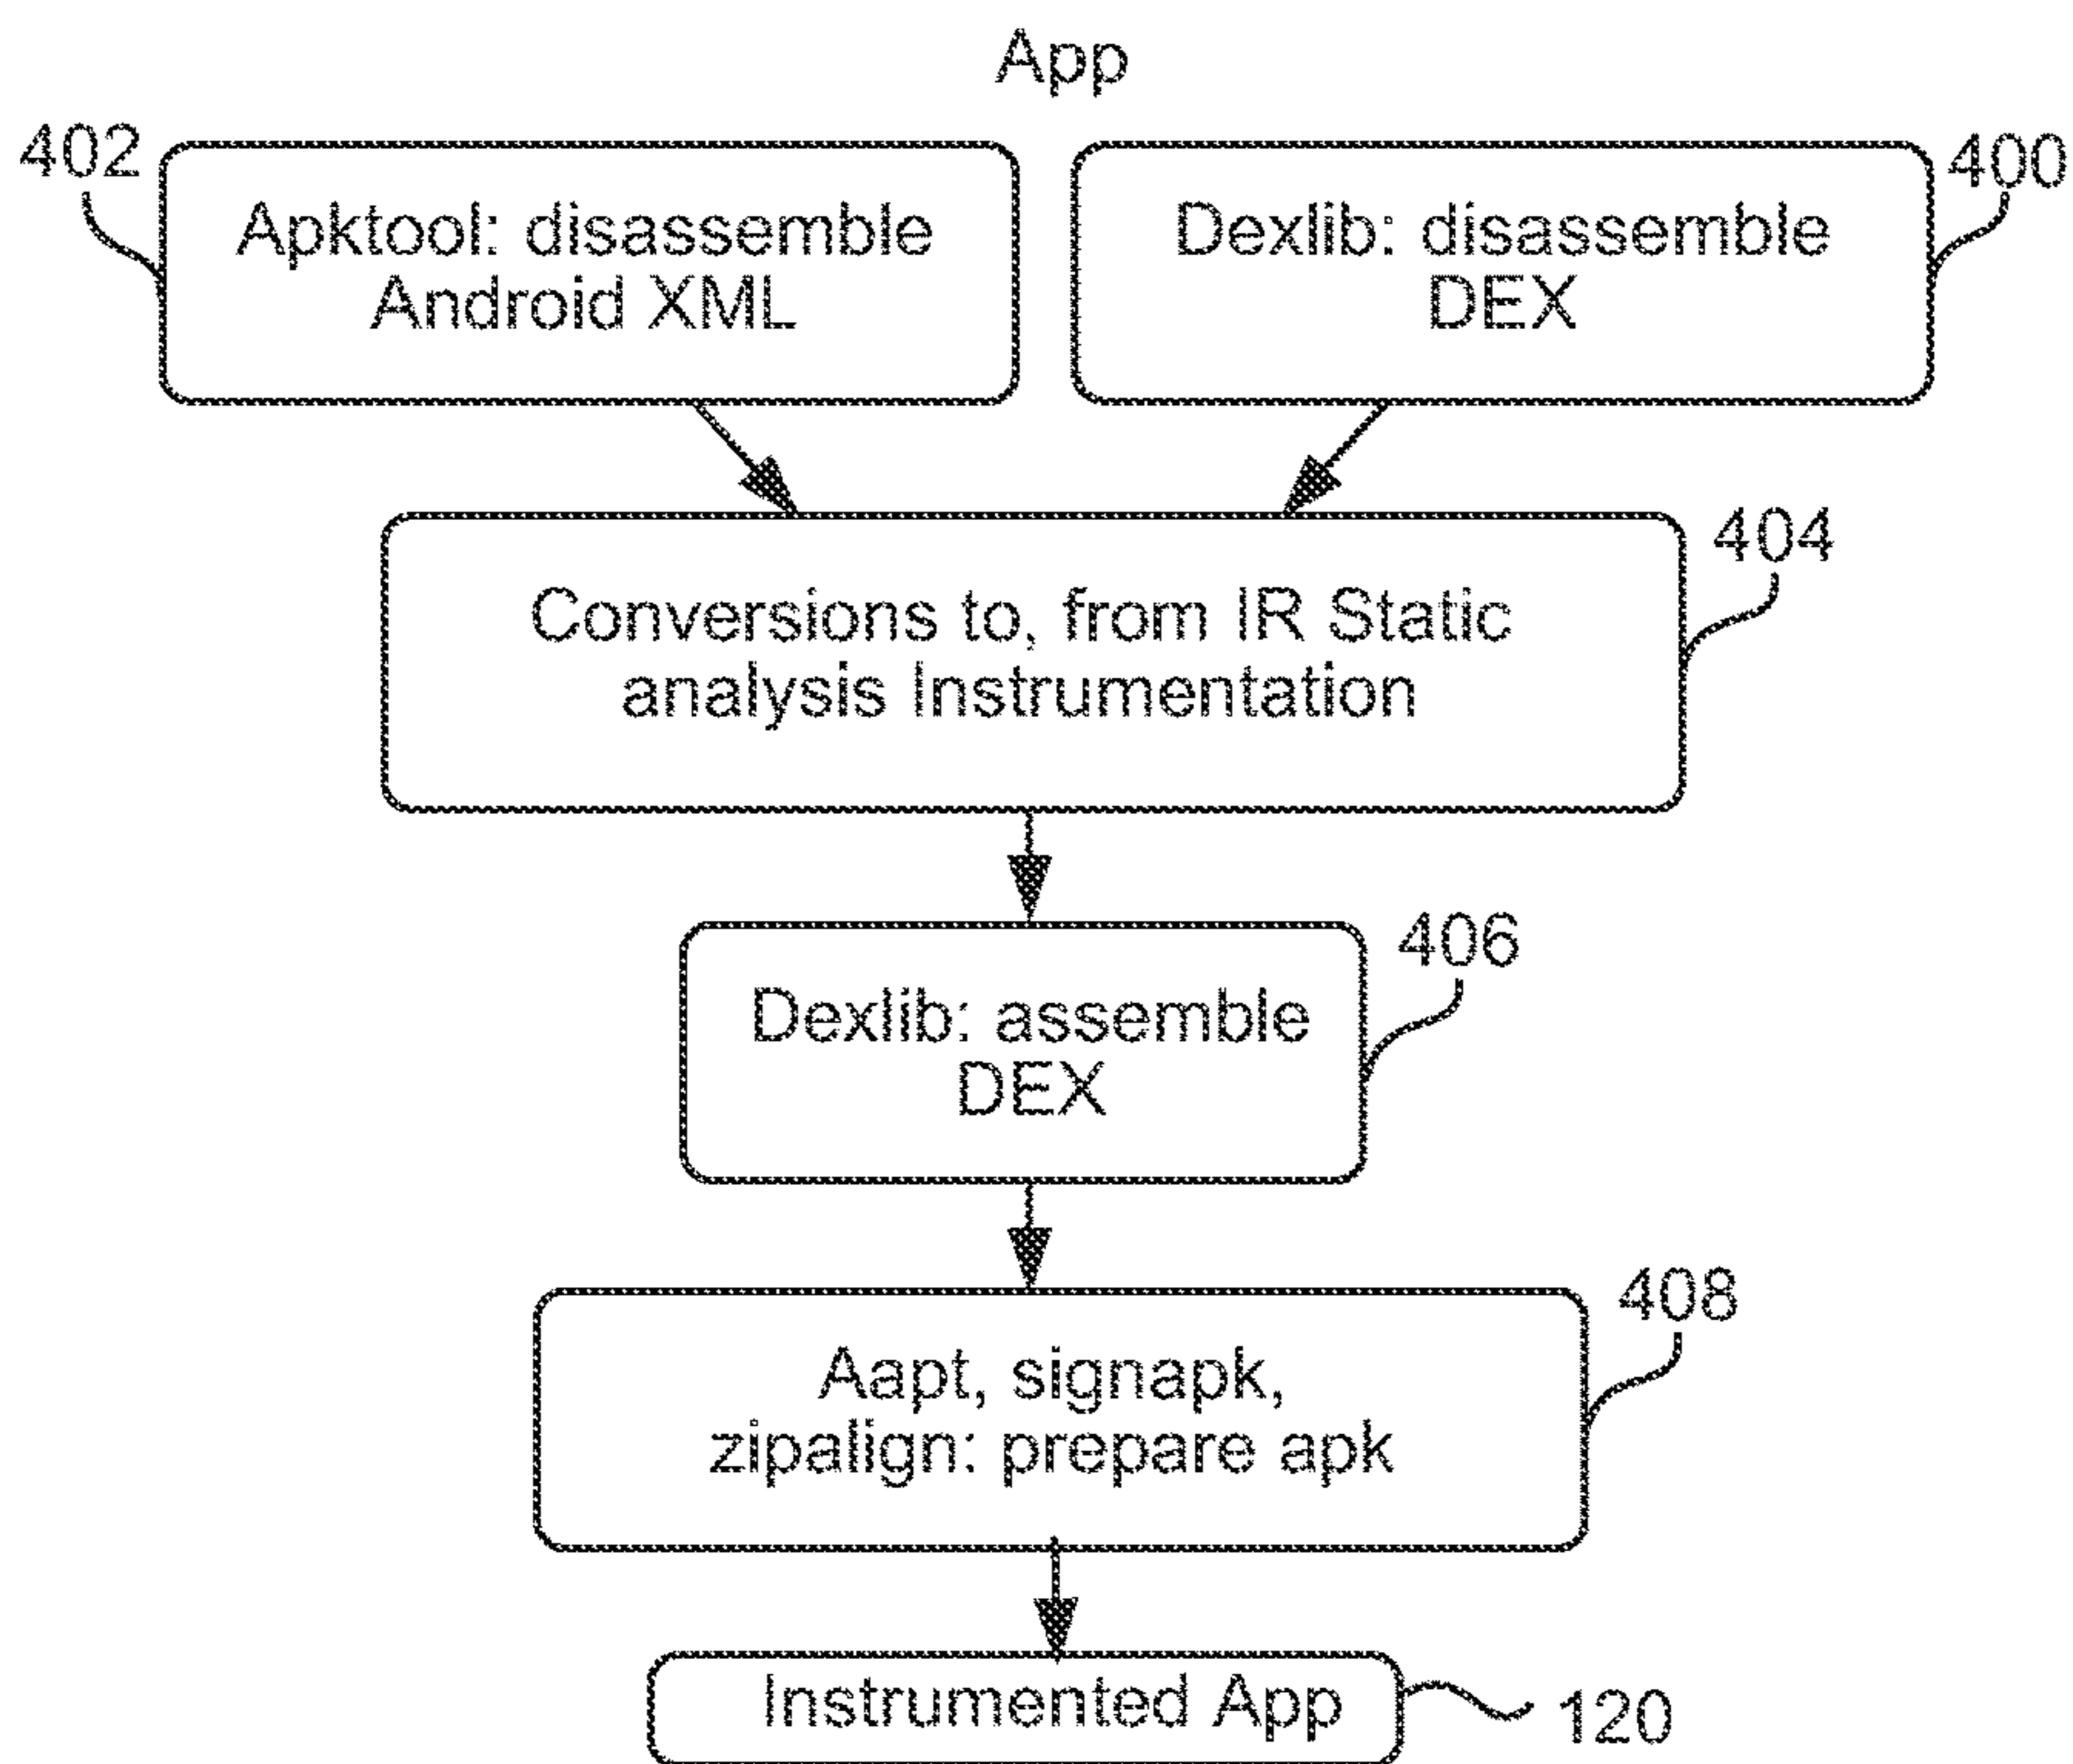 App
402
Apktool: disassemble
Android XML
400
Dexlib: disassemble
DEX
404
Conversions to, from IR Static
analysis Instrumentation
406
Dexlib: assemble
DEX
408
Aapt, signapk,
zipalign: prepare apk
Instrumented App
120